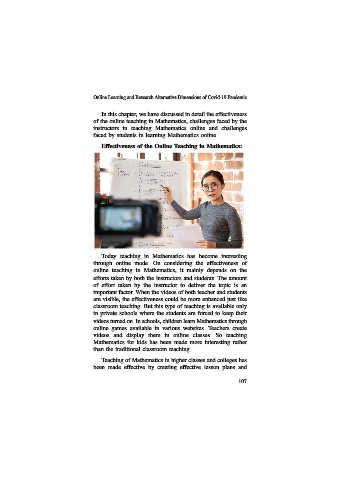 Online Learning and Research Alternative Dimensions of Covid-19 Pandemic
In this chapter, we have discussed in detail the effectiveness
of the online teaching in Mathematics, challenges faced by the
instructors in teaching Mathematics online and challenges
faced by students in learning Mathematics online.
Effectiveness of the Online Teaching in Mathematics:
Today teaching in Mathematics has become interesting
through online mode. On considering the effectiveness of
online teaching in Mathematics, it mainly depends on the
efforts taken by both the instructors and students. The amount
of effort taken by the instructor to deliver the topic is an
important factor. When the videos of both teacher and students
are visible, the effectiveness could be more enhanced just like
classroom teaching. But this type of teaching is available only
in private schools where the students are forced to keep their
videos turned on. In schools, children learn Mathematics through
online games available in various websites. Teachers create
videos and display them in online classes. So teaching
Mathematics for kids has been made more interesting rather
than the traditional classroom teaching.
Teaching of Mathematics in higher classes and colleges has
been made effective by creating effective lesson plans and
107